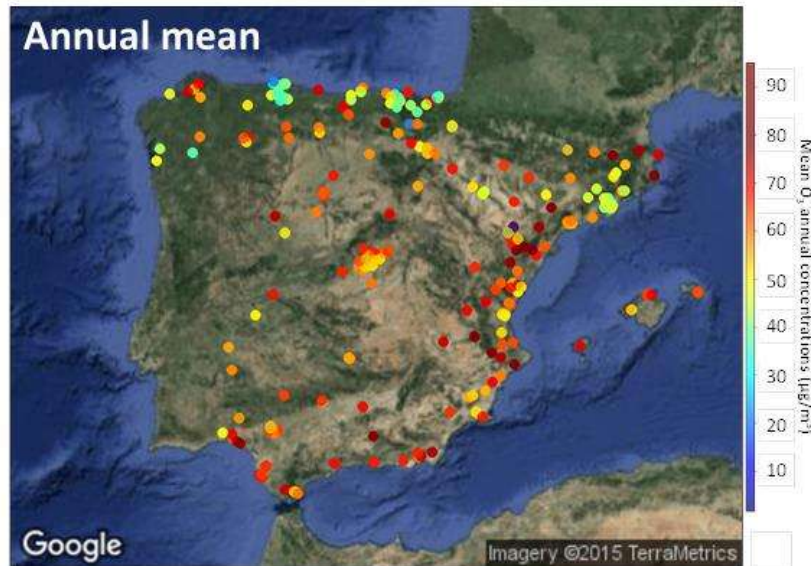 Annual mean
90
80
70
60
50
40
30
20
10
Mean O₃ annual concentrations (µg/m⁻³)
Google
Imagery ©2015 TerraMetrics